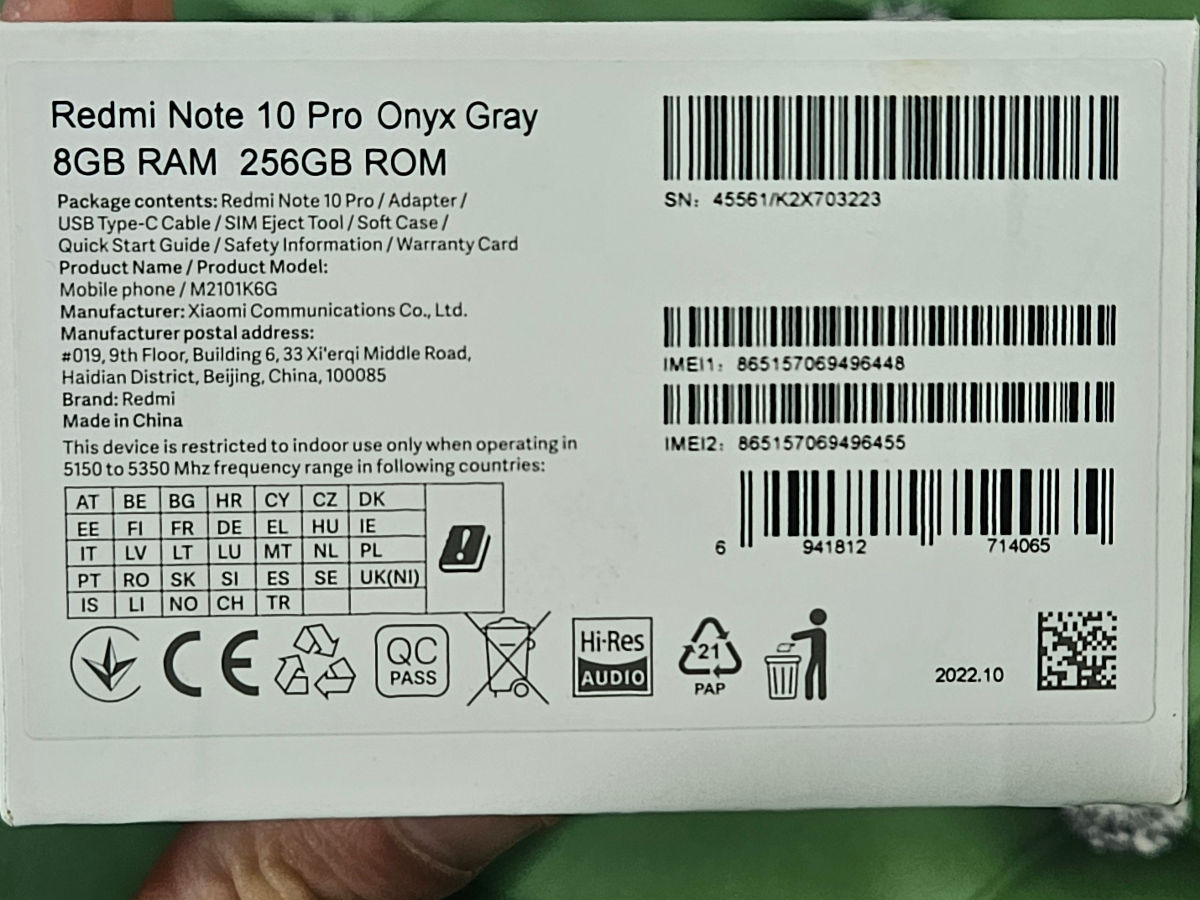 Redmi Note 10 Pro Onyx Gray
8GB RAM 256GB ROM
Package contents: Redmi Note 10 Pro / Adapter /
USB Type-C Cable / SIM Eject Tool / Soft Case /
Quick Start Guide / Safety Information / Warranty Card
Product Name / Product Model:
Mobile phone / M2101K6G
Manufacturer: Xiaomi Communications Co., Ltd.
Manufacturer postal address:
#019, 9th Floor, Building 6, 33 Xi'erqi Middle Road,
Haidian District, Beijing, China, 100085
Brand: Redmi
Made in China
This device is restricted to indoor use only when operating in
5150 to 5350 Mhz frequency range in following countries:
AT BE BG HR CY CZ DK
EE FI FR DE EL HU IE
IT LV LT LU MT NL PL
PT RO SK SI ES SE UK(NI)
IS LI NO CH TR
SN: 45561/K2X703223
IMEI1: 865157069496448
IMEI2: 865157069496455
6 941812 714065
CE
QC
PASS
Hi-Res
AUDIO
21
PAP
2022.10